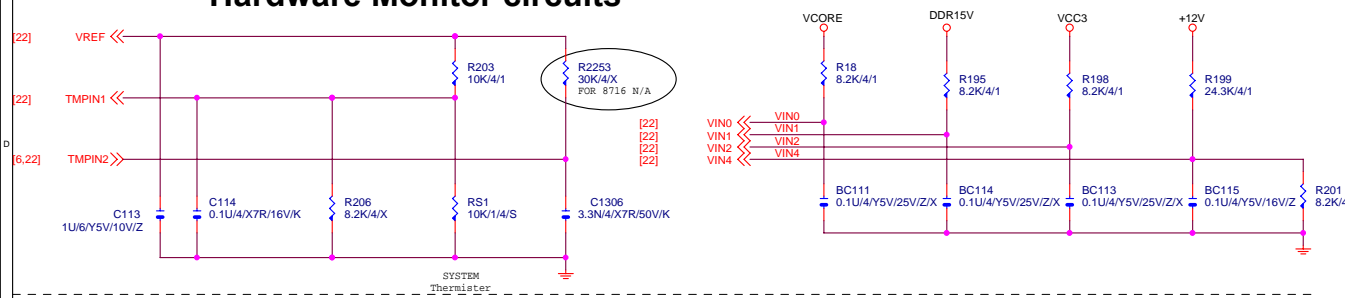 Hardware Monitor circuits
[22] VREF
[22] TMPIN1
[6,22] TMPIN2
D
R203
10K/4/1
R2253
30K/4/X
FOR 8716 N/A
C113
1U/6/Y5V/10V/Z
C114
0.1U/4/X7R/16V/K
R206
8.2K/4/X
RS1
10K/1/4/S
C1306
3.3N/4/X7R/50V/K
SYSTEM
Thermister
VCORE
DDR15V
VCC3
+12V
R18
8.2K/4/1
R195
8.2K/4/1
R198
8.2K/4/1
R199
24.3K/4/1
[22] VIN0 VIN0
[22] VIN1 VIN1
[22] VIN2 VIN2
[22] VIN4 VIN4
BC111
0.1U/4/Y5V/25V/Z/X
BC114
0.1U/4/Y5V/25V/Z/X
BC113
0.1U/4/Y5V/25V/Z/X
BC115
0.1U/4/Y5V/16V/Z
R201